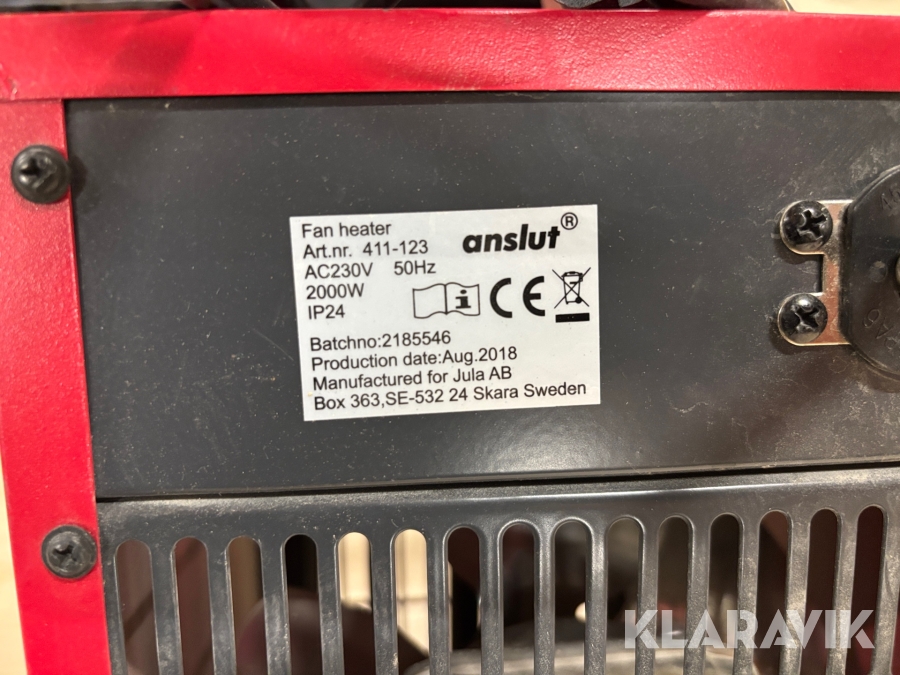 Fan heater
Art.nr. 411-123
AC230V 50Hz
2000W
IP24
anslut®
i
CE
Batchno:2185546
Production date:Aug.2018
Manufactured for Jula AB
Box 363,SE-532 24 Skara Sweden
KLARAVIK